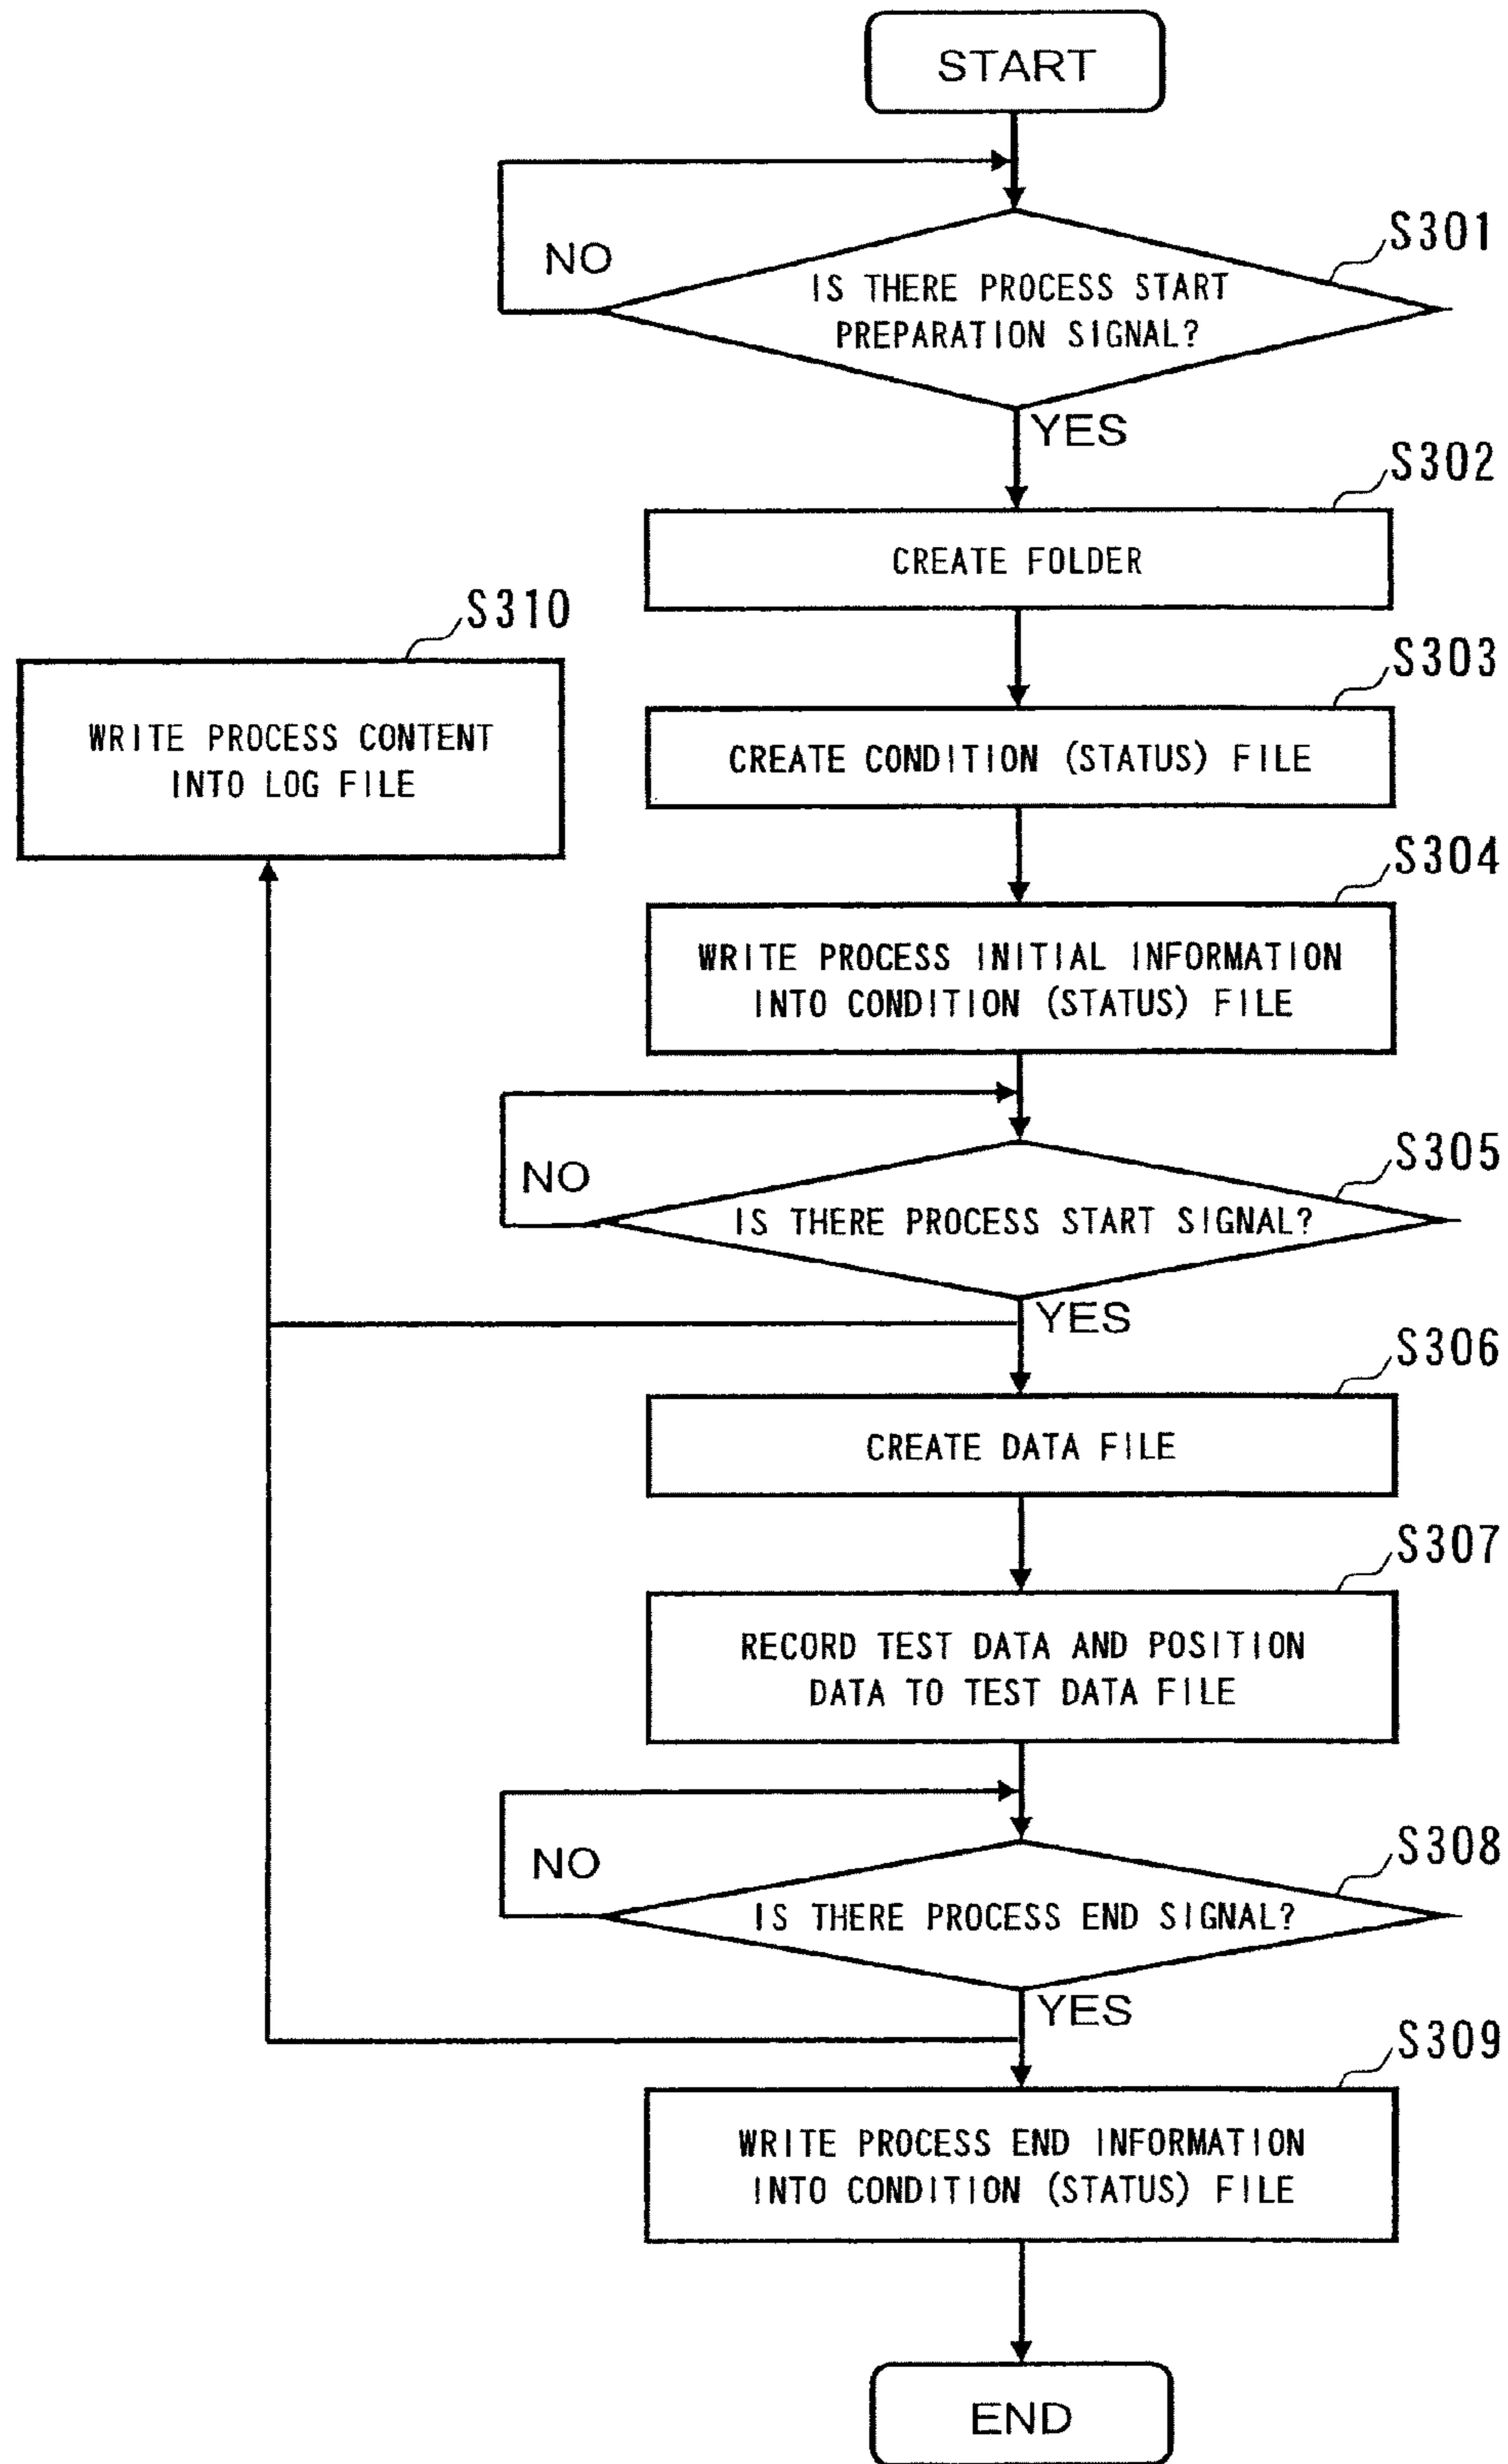 START
S301
NO
IS THERE PROCESS START
PREPARATION SIGNAL?
YES
S302
CREATE FOLDER
S310
WRITE PROCESS CONTENT
INTO LOG FILE
S303
CREATE CONDITION (STATUS) FILE
S304
WRITE PROCESS INITIAL INFORMATION
INTO CONDITION (STATUS) FILE
S305
NO
IS THERE PROCESS START SIGNAL?
YES
S306
CREATE DATA FILE
S307
RECORD TEST DATA AND POSITION
DATA TO TEST DATA FILE
S308
NO
IS THERE PROCESS END SIGNAL?
YES
S309
WRITE PROCESS END INFORMATION
INTO CONDITION (STATUS) FILE
END